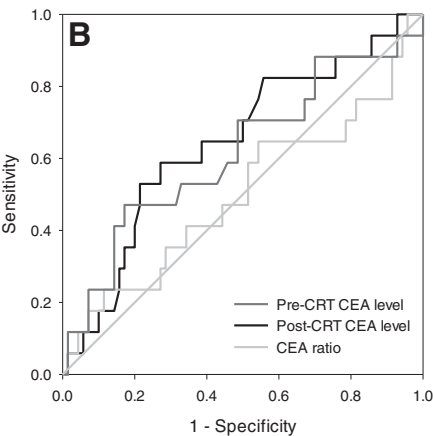 B
1.0
0.8
0.6
0.4
0.2
0.0
Sensitivity
Pre-CRT CEA level
Post-CRT CEA level
CEA ratio
0.0 0.2 0.4 0.6 0.8 1.0
1 - Specificity